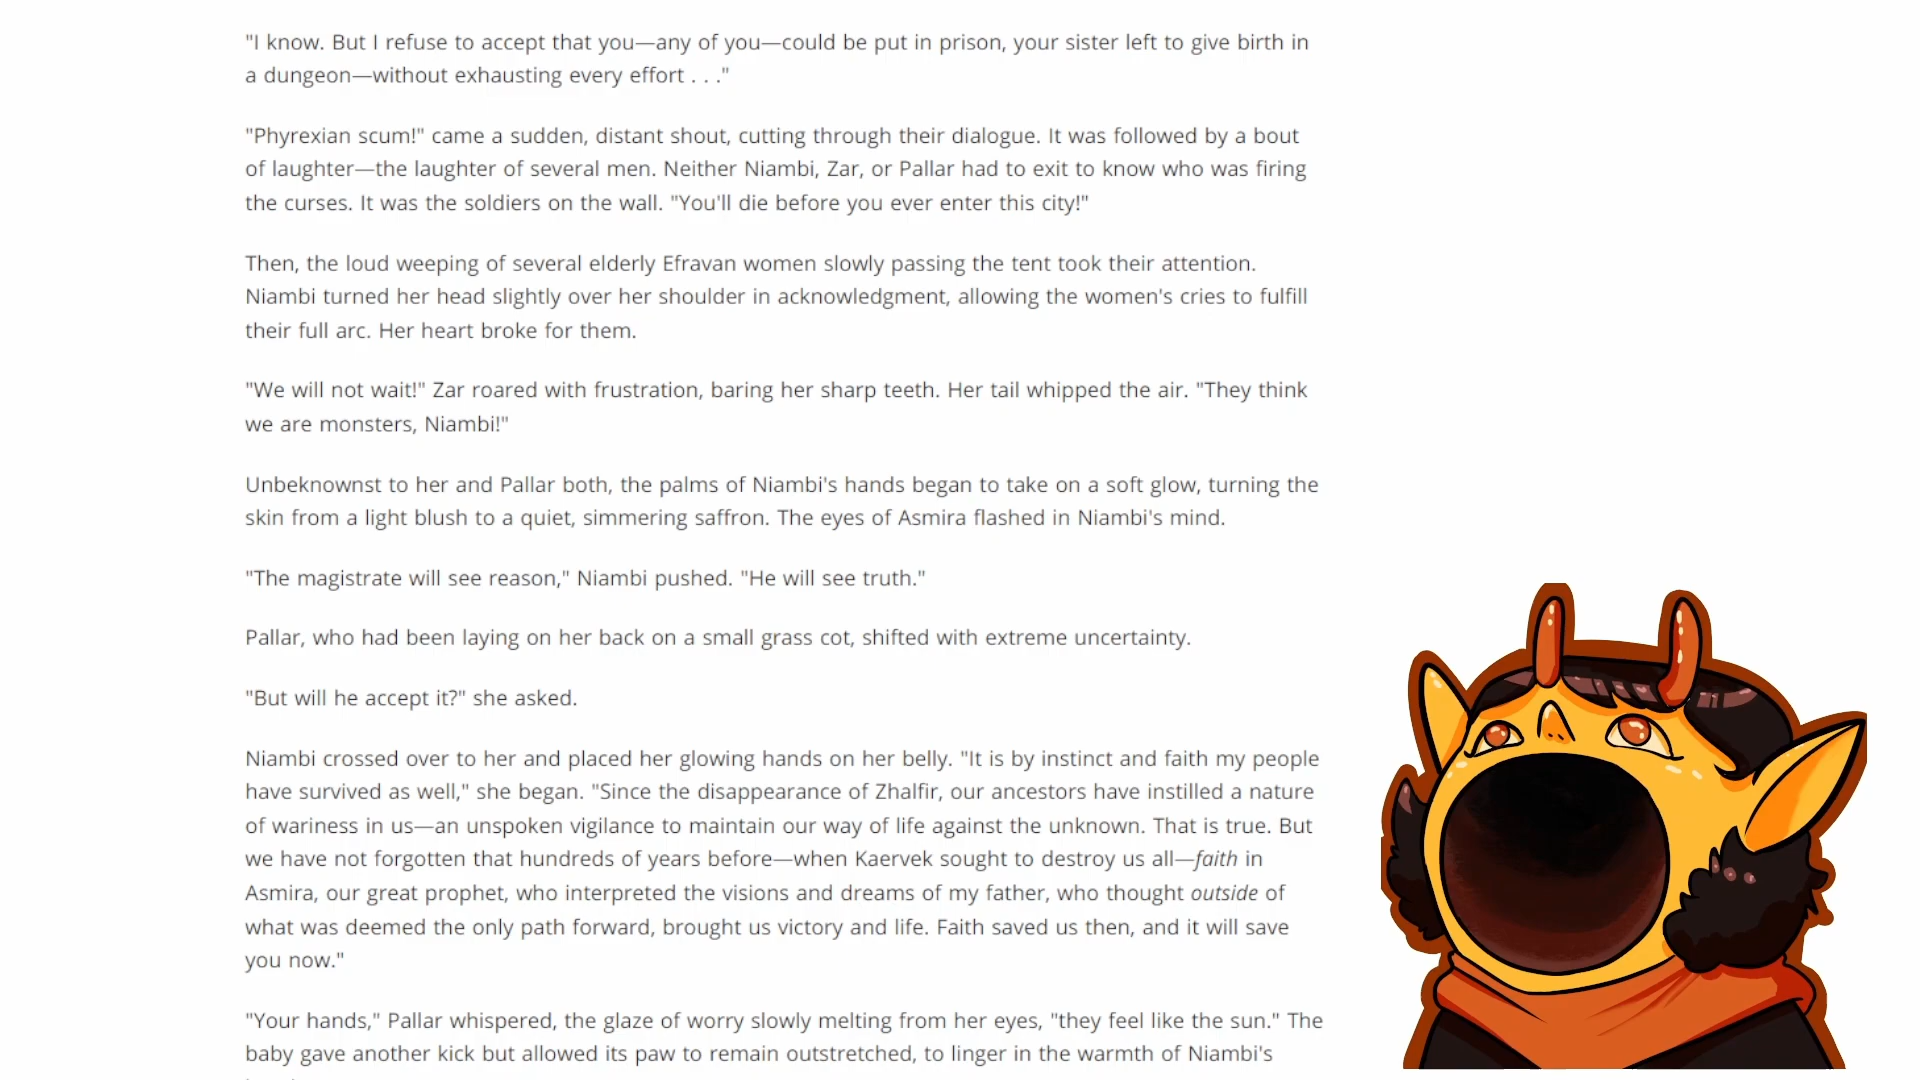 "I know. But I refuse to accept that you—any of you—could be put in prison, your sister left to give birth in
a dungeon—without exhausting every effort . . ."
"Phyrexian scum!" came a sudden, distant shout, cutting through their dialogue. It was followed by a bout
of laughter—the laughter of several men. Neither Niambi, Zar, or Pallar had to exit to know who was firing
the curses. It was the soldiers on the wall. "You'll die before you ever enter this city!"
Then, the loud weeping of several elderly Efravan women slowly passing the tent took their attention.
Niambi turned her head slightly over her shoulder in acknowledgment, allowing the women's cries to fulfill
their full arc. Her heart broke for them.
"We will not wait!" Zar roared with frustration, baring her sharp teeth. Her tail whipped the air. "They think
we are monsters, Niambi!"
Unbeknownst to her and Pallar both, the palms of Niambi's hands began to take on a soft glow, turning the
skin from a light blush to a quiet, simmering saffron. The eyes of Asmira flashed in Niambi's mind.
"The magistrate will see reason," Niambi pushed. "He will see truth."
Pallar, who had been laying on her back on a small grass cot, shifted with extreme uncertainty.
"But will he accept it?" she asked.
Niambi crossed over to her and placed her glowing hands on her belly. "It is by instinct and faith my people
have survived as well," she began. "Since the disappearance of Zhalfir, our ancestors have instilled a nature
of wariness in us—an unspoken vigilance to maintain our way of life against the unknown. That is true. But
we have not forgotten that hundreds of years before—when Kaervek sought to destroy us all—faith in
Asmira, our great prophet, who interpreted the visions and dreams of my father, who thought outside of
what was deemed the only path forward, brought us victory and life. Faith saved us then, and it will save
you now."
"Your hands," Pallar whispered, the glaze of worry slowly melting from her eyes, "they feel like the sun." The
baby gave another kick but allowed its paw to remain outstretched, to linger in the warmth of Niambi's